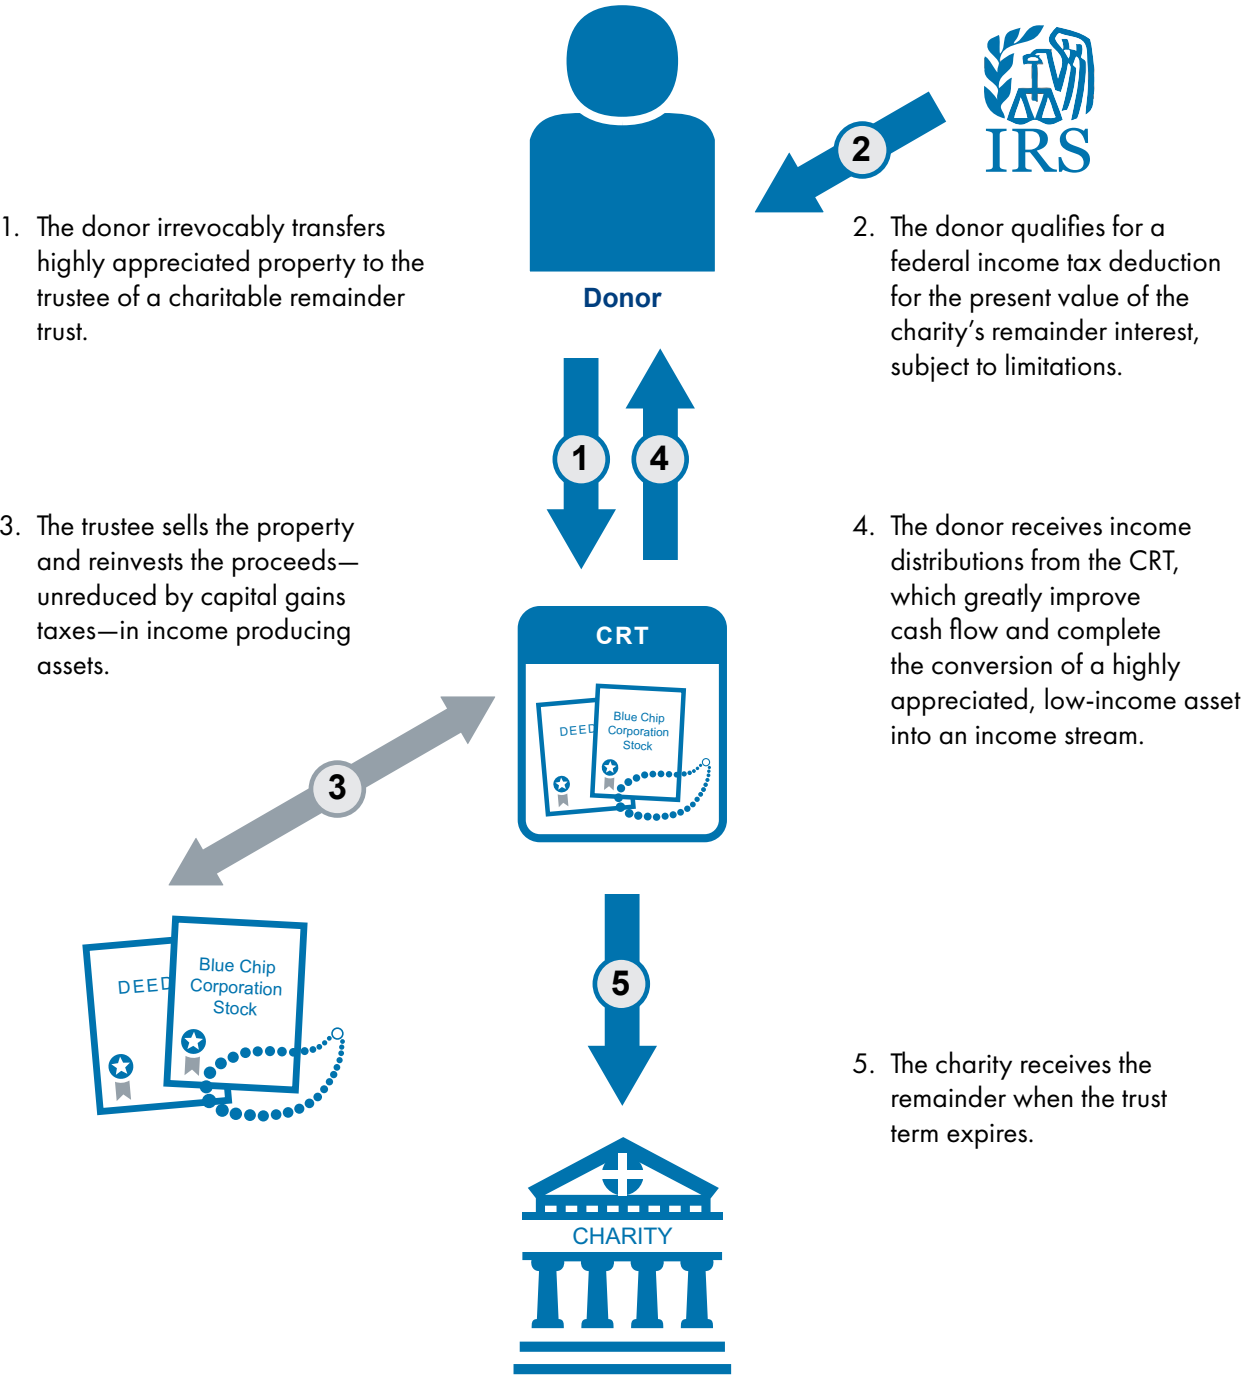 IRS
2
1. The donor irrevocably transfers
highly appreciated property to the
trustee of a charitable remainder
trust.
Donor
2. The donor qualifies for a
federal income tax deduction
for the present value of the
charity’s remainder interest,
subject to limitations.
1
4
3. The trustee sells the property
and reinvests the proceeds—
unreduced by capital gains
taxes—in income producing
assets.
4. The donor receives income
distributions from the CRT,
which greatly improve
cash flow and complete
the conversion of a highly
appreciated, low-income asset
into an income stream.
CRT
DEED
Blue Chip
Corporation
Stock
3
DEED
Blue Chip
Corporation
Stock
5
5. The charity receives the
remainder when the trust
term expires.
CHARITY